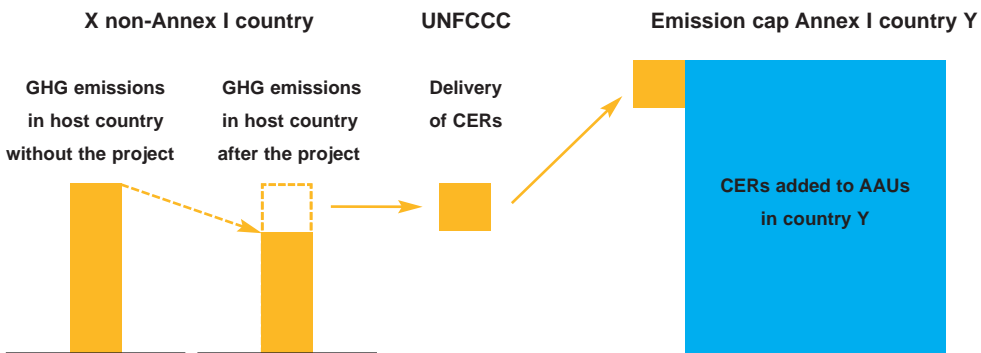 X non-Annex I country
UNFCCC
Emission cap Annex I country Y
GHG emissions
in host country
without the project
GHG emissions
in host country
after the project
Delivery
of CERs
CERs added to AAUs
in country Y